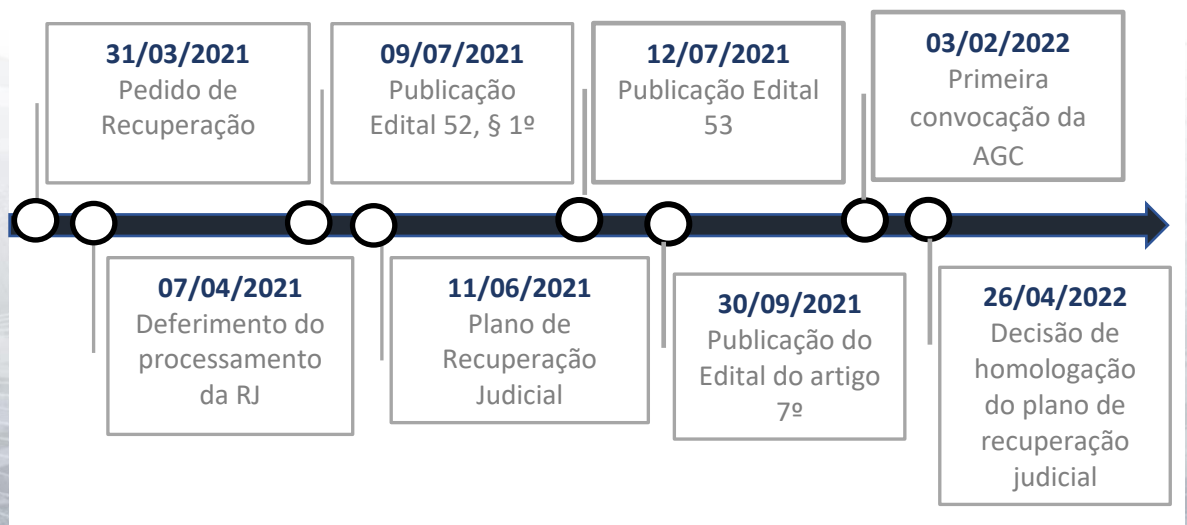 31/03/2021
Pedido de
Recuperação
09/07/2021
Publicação
Edital 52, § 1º
12/07/2021
Publicação Edital
53
03/02/2022
Primeira
convocação da
AGC
07/04/2021
Deferimento do
processamento
da RJ
11/06/2021
Plano de
Recuperação
Judicial
30/09/2021
Publicação do
Edital do artigo
7º
26/04/2022
Decisão de
homologação
do plano de
recuperação
judicial